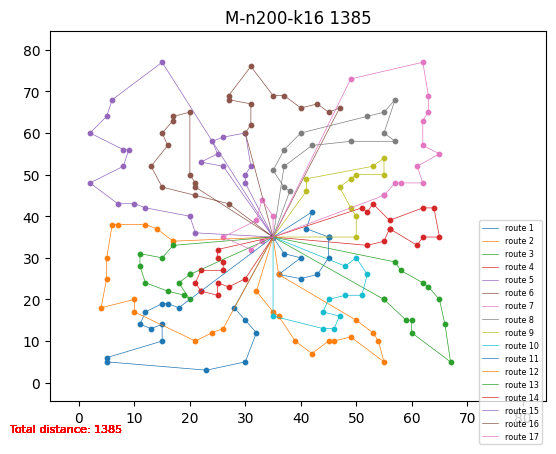 M-n200-k16 1385
80
70
60
50
40
30
20
10
0
route 1
route 2
route 3
route 4
route 5
route 6
route 7
route 8
route 9
route 10
route 11
route 12
route 13
route 14
route 15
route 16
route 17
0 10 20 30 40 50 60 70 80
Total distance: 1385